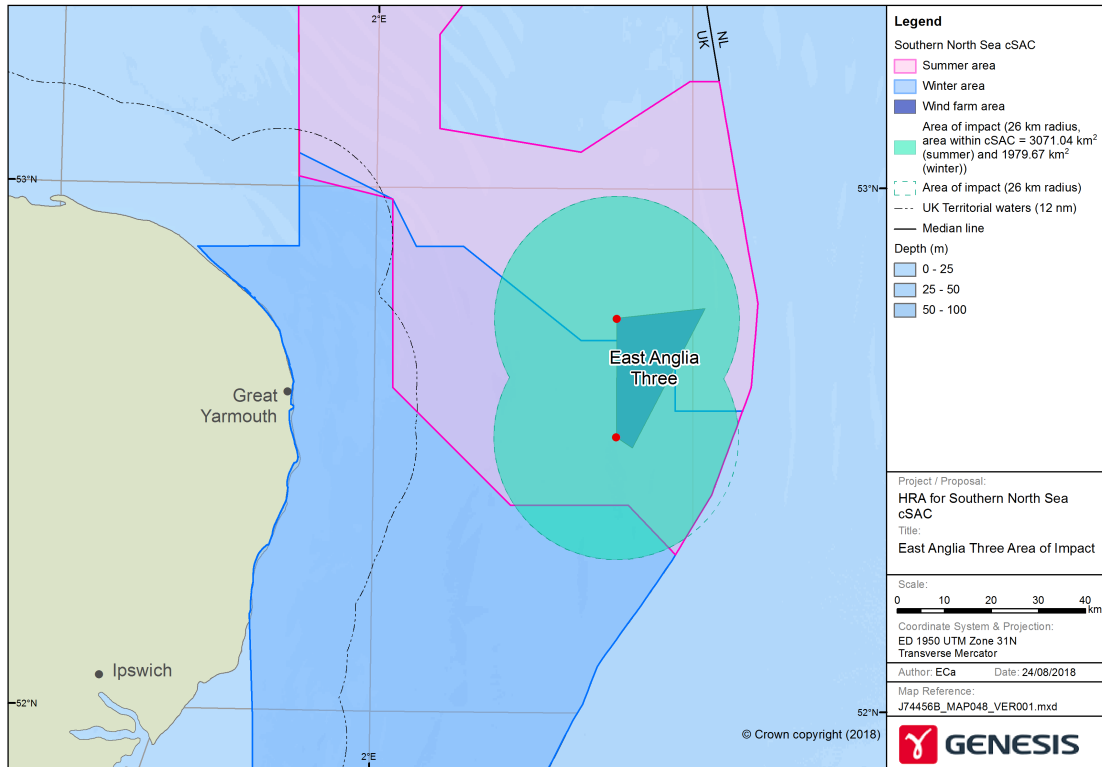 2°E
UK
NL
53°N
53°N
East Anglia
Three
Great
Yarmouth
Ipswich
52°N
52°N
2°E
© Crown copyright (2018)
Legend
Southern North Sea cSAC
Summer area
Winter area
Wind farm area
Area of impact (26 km radius,
area within cSAC = 3071.04 km²
(summer) and 1979.67 km²
(winter))
Area of impact (26 km radius)
UK Territorial waters (12 nm)
Median line
Depth (m)
0 - 25
25 - 50
50 - 100
Project / Proposal:
HRA for Southern North Sea
cSAC
Title:
East Anglia Three Area of Impact
Scale:
0 10 20 30 40
km
Coordinate System & Projection:
ED 1950 UTM Zone 31N
Transverse Mercator
Author: ECa Date: 24/08/2018
Map Reference:
J74456B_MAP048_VER001.mxd
GENESIS